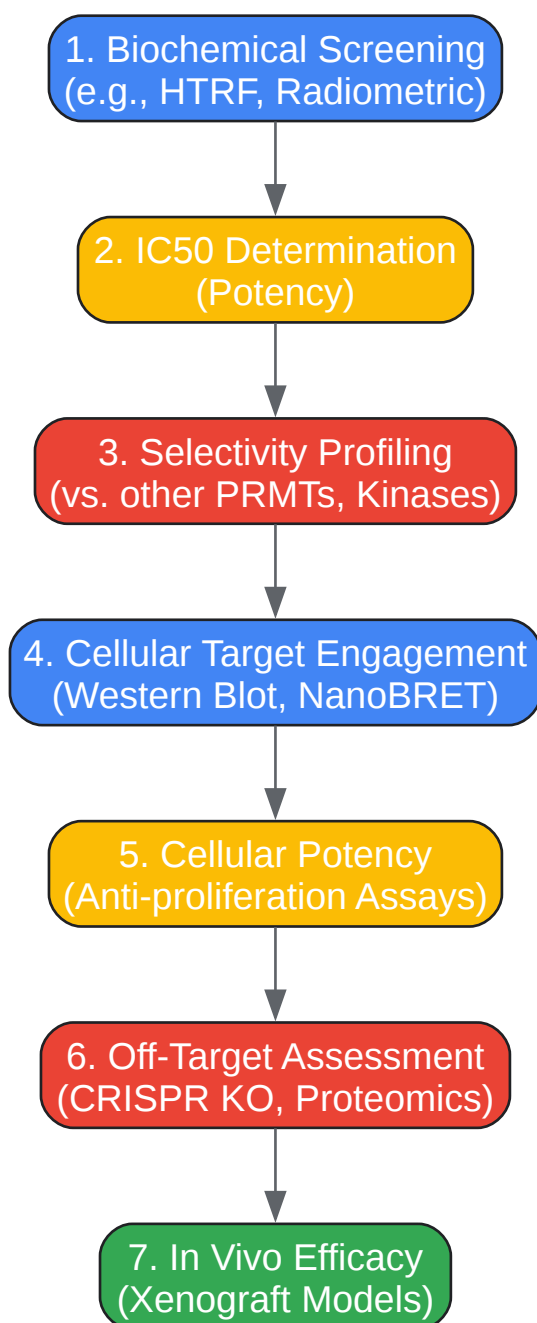 1. Biochemical Screening
(e.g., HTRF, Radiometric)
2. IC50 Determination
(Potency)
3. Selectivity Profiling
(vs. other PRMTs, Kinases)
4. Cellular Target Engagement
(Western Blot, NanoBRET)
5. Cellular Potency
(Anti-proliferation Assays)
6. Off-Target Assessment
(CRISPR KO, Proteomics)
7. In Vivo Efficacy
(Xenograft Models)